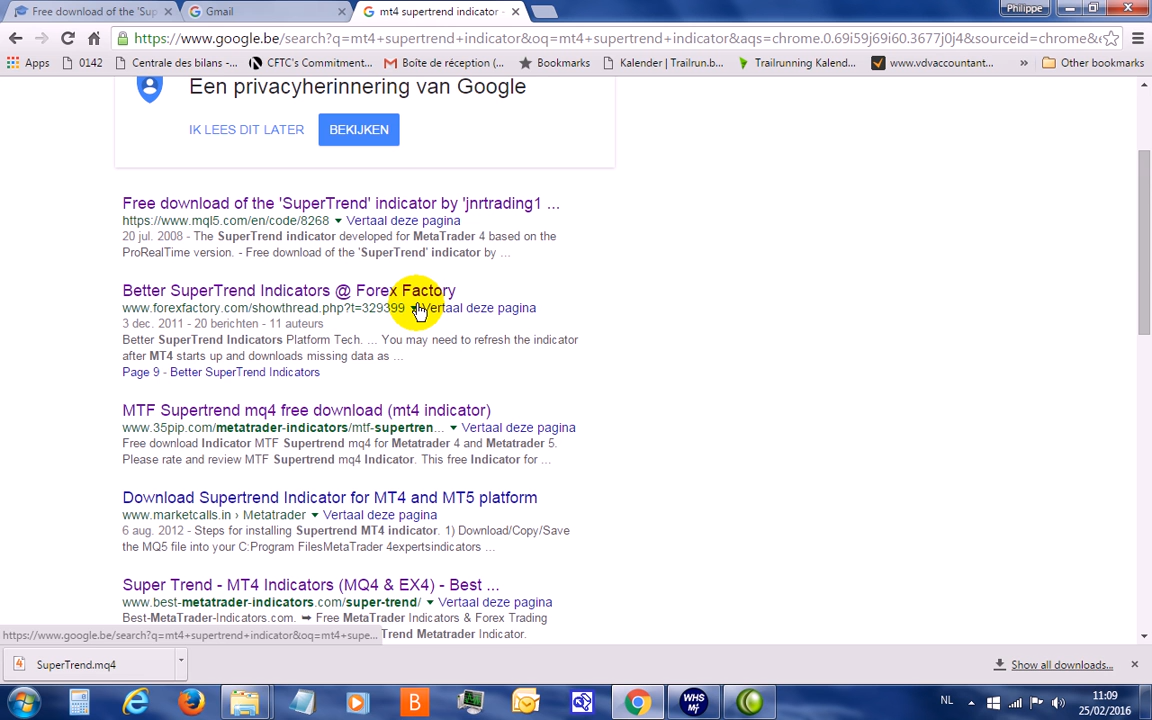 Free download of the 'Sup
Gmail
mt4 supertrend indicator -
Philippe
https://www.google.be/search?q=mt4+supertrend+indicator&oq=mt4+supertrend+indicator&aqs=chrome.0.69i59j69i60.3677j0j4&sourceid=chrome&
Apps
0142
Centrale des bilans -...
CFTC's Commitment...
Boîte de réception (...
Kalender | Trailrun.b...
Trailrunning Kalend...
www.vdvaccountant...
»
Other bookmarks
Een privacyherinnering van Google
IK LEES DIT LATER
BEKIJKEN
Free download of the 'SuperTrend' indicator by 'jnrtrading1 ...
https://www.mql5.com/en/code/8268 Vertaal deze pagina
20 jul. 2008 - The SuperTrend indicator developed for MetaTrader 4 based on the
ProRealTime version. - Free download of the 'SuperTrend' indicator by ...
Better SuperTrend Indicators @ Forex Factory
www.forexfactory.com/showthread.php?t=329399 Vertaal deze pagina
3 dec. 2011 - 20 berichten - 11 auteurs
Better SuperTrend Indicators Platform Tech. ... You may need to refresh the indicator
after MT4 starts up and downloads missing data as ...
Page 9 - Better SuperTrend Indicators
MTF Supertrend mq4 free download (mt4 indicator)
www.35pip.com/metatrader-indicators/mtf-supertren... Vertaal deze pagina
Free download Indicator MTF Supertrend mq4 for Metatrader 4 and Metatrader 5.
Please rate and review MTF Supertrend mq4 Indicator. This free Indicator for ...
Download Supertrend Indicator for MT4 and MT5 platform
www.marketcalls.in › Metatrader Vertaal deze pagina
6 aug. 2012 - Steps for installing Supertrend MT4 indicator. 1) Download/Copy/Save
the MQ5 file into your C:Program FilesMetaTrader 4expertsindicators ...
Super Trend - MT4 Indicators (MQ4 & EX4) - Best ...
www.best-metatrader-indicators.com/super-trend/ Vertaal deze pagina
Best-MetaTrader-Indicators.com. ➥ Free MetaTrader Indicators & Forex Trading
Trend Metatrader Indicator.
https://www.google.be/search?q=mt4+supertrend+indicator&oq=mt4+supe...
SuperTrend.mq4
Show all downloads...
B
WHS
NL
11:09
25/02/2016